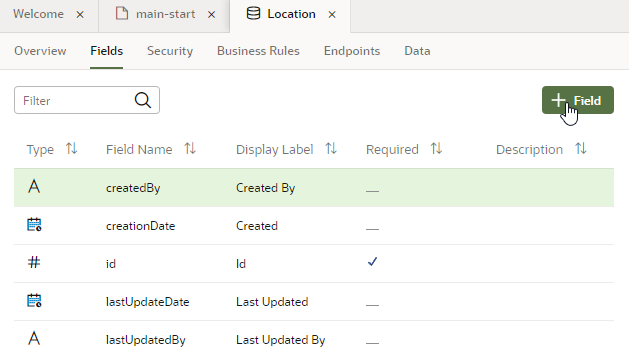 Welcome × main-start × Location ×
Overview Fields Security Business Rules Endpoints Data
Filter + Field
Type Field Name Display Label Required Description
A createdBy Created By
creationDate Created
# id Id ✓
lastUpdateDate Last Updated
A lastUpdatedBy Last Updated By